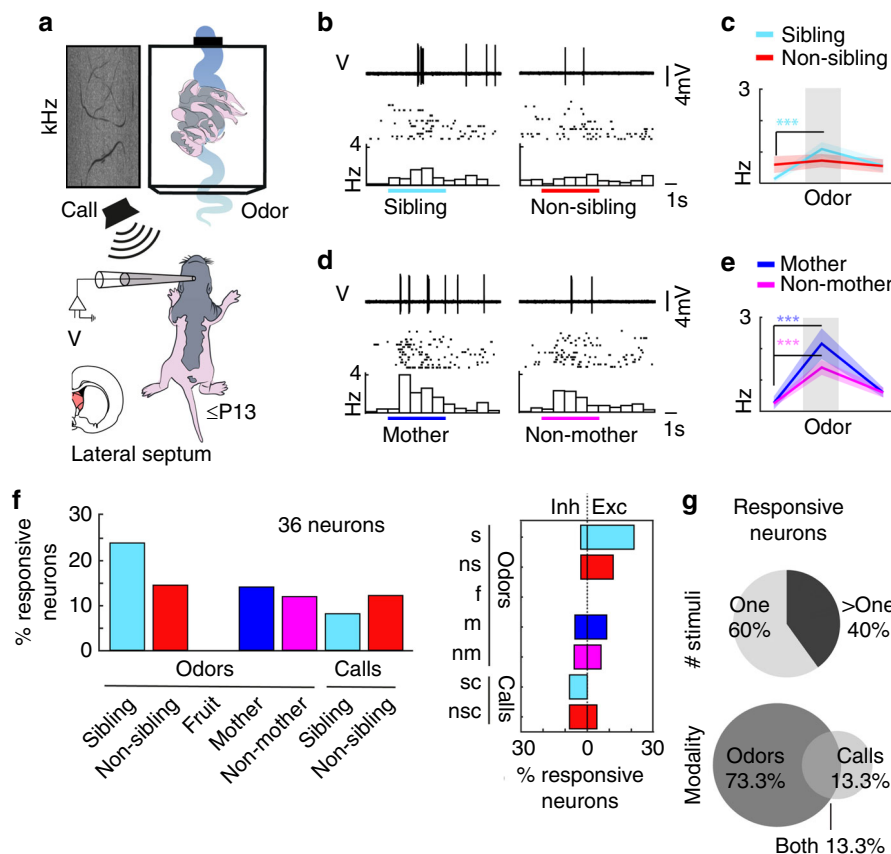 a
kHz
Call
Odor
V
≤P13
Lateral septum
b
V
4mV
4
Hz
Sibling
Non-sibling
1s
c
Sibling
Non-sibling
3
***
Hz
Odor
d
V
4mV
4
Hz
Mother
Non-mother
1s
e
Mother
Non-mother
3
***
***
Hz
Odor
f
% responsive
neurons
30
20
10
0
36 neurons
Odors
Calls
Sibling
Non-sibling
Fruit
Mother
Non-mother
Sibling
Non-sibling
Inh Exc
s
ns
f
m
nm
sc
nsc
Odors
Calls
30 0 30
% responsive
neurons
g
Responsive
neurons
# stimuli
One
60%
>One
40%
Modality
Odors
73.3%
Calls
13.3%
Both 13.3%